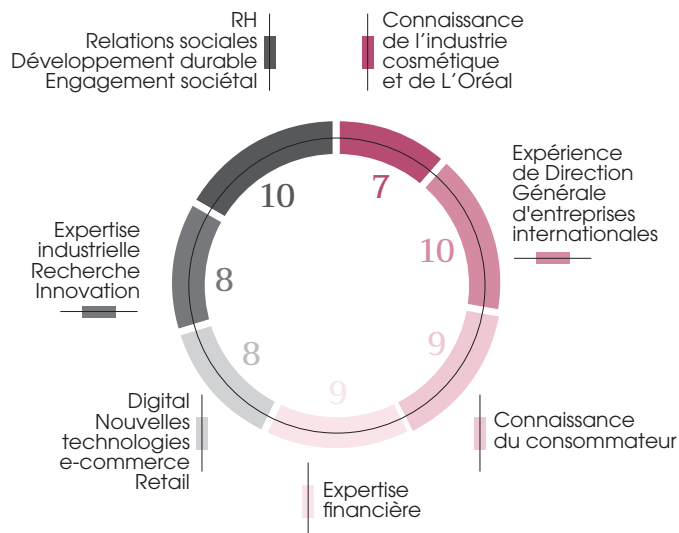 RH
Relations sociales
Développement durable
Engagement sociétal
Connaissance
de l'industrie
cosmétique
et de L'Oréal
7
Expérience
de Direction
Générale
d'entreprises
internationales
10
Connaissance
du consommateur
9
Expertise
financière
9
Digital
Nouvelles
technologies
e-commerce
Retail
8
Expertise
industrielle
Recherche
Innovation
8
10